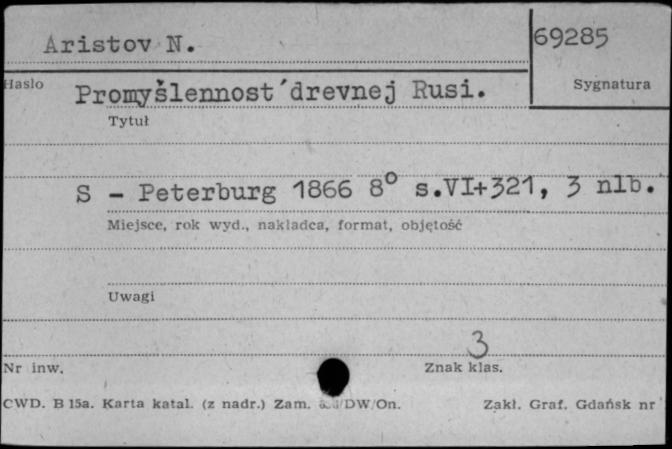 Aristov N.
69285
Hasło
Sygnatura
Promyšlennost´drevnej Rusi.
Tytuł
S - Peterburg 1866 8° s.VI+321, 3 nlb.
Miejsce, rok wyd., nakładca, format, objętość
Uwagi
3
Nr inw.
Znak klas.
CWD. B 15a. Karta katal. (z nadr.) Zam. DW/On.
Zakł. Graf. Gdańsk nr